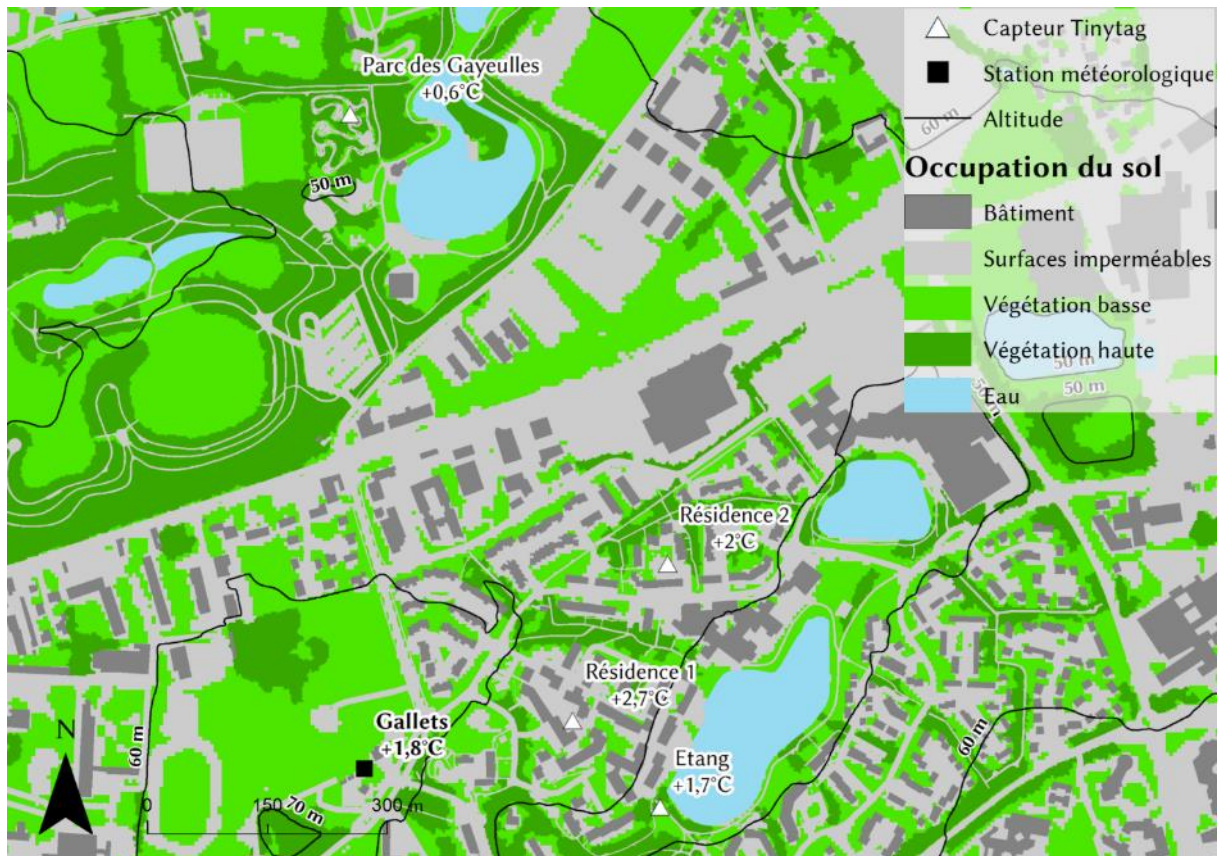 Capteur Tinytag
Station météorologique
Altitude
Occupation du sol
Bâtiment
Surfaces imperméables
Végétation basse
Végétation haute
Eau
Parc des Gayeulles
+0,6°C
50 m
60 m
50 m
50 m
50 m
Résidence 2
+2°C
Résidence 1
+2,7°C
Gallets
+1,8°C
Etang
+1,7°C
60 m
60 m
70 m
N
0 150 300 m